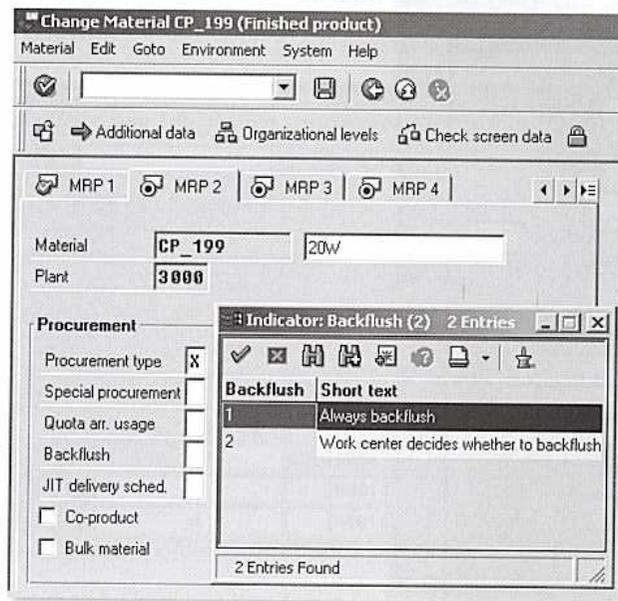 Change Material CP_199 (Finished product)
Material Edit Goto Environment System Help
Additional data Organizational levels Check screen data
MRP 1 MRP 2 MRP 3 MRP 4
Material CP_199 20W
Plant 3000
Procurement
Procurement type X
Special procurement
Quota arr. usage
Backflush
JIT delivery sched.
Co-product
Bulk material
Indicator: Backflush (2) 2 Entries
Backflush Short text
1 Always backflush
2 Work center decides whether to backflush
2 Entries Found